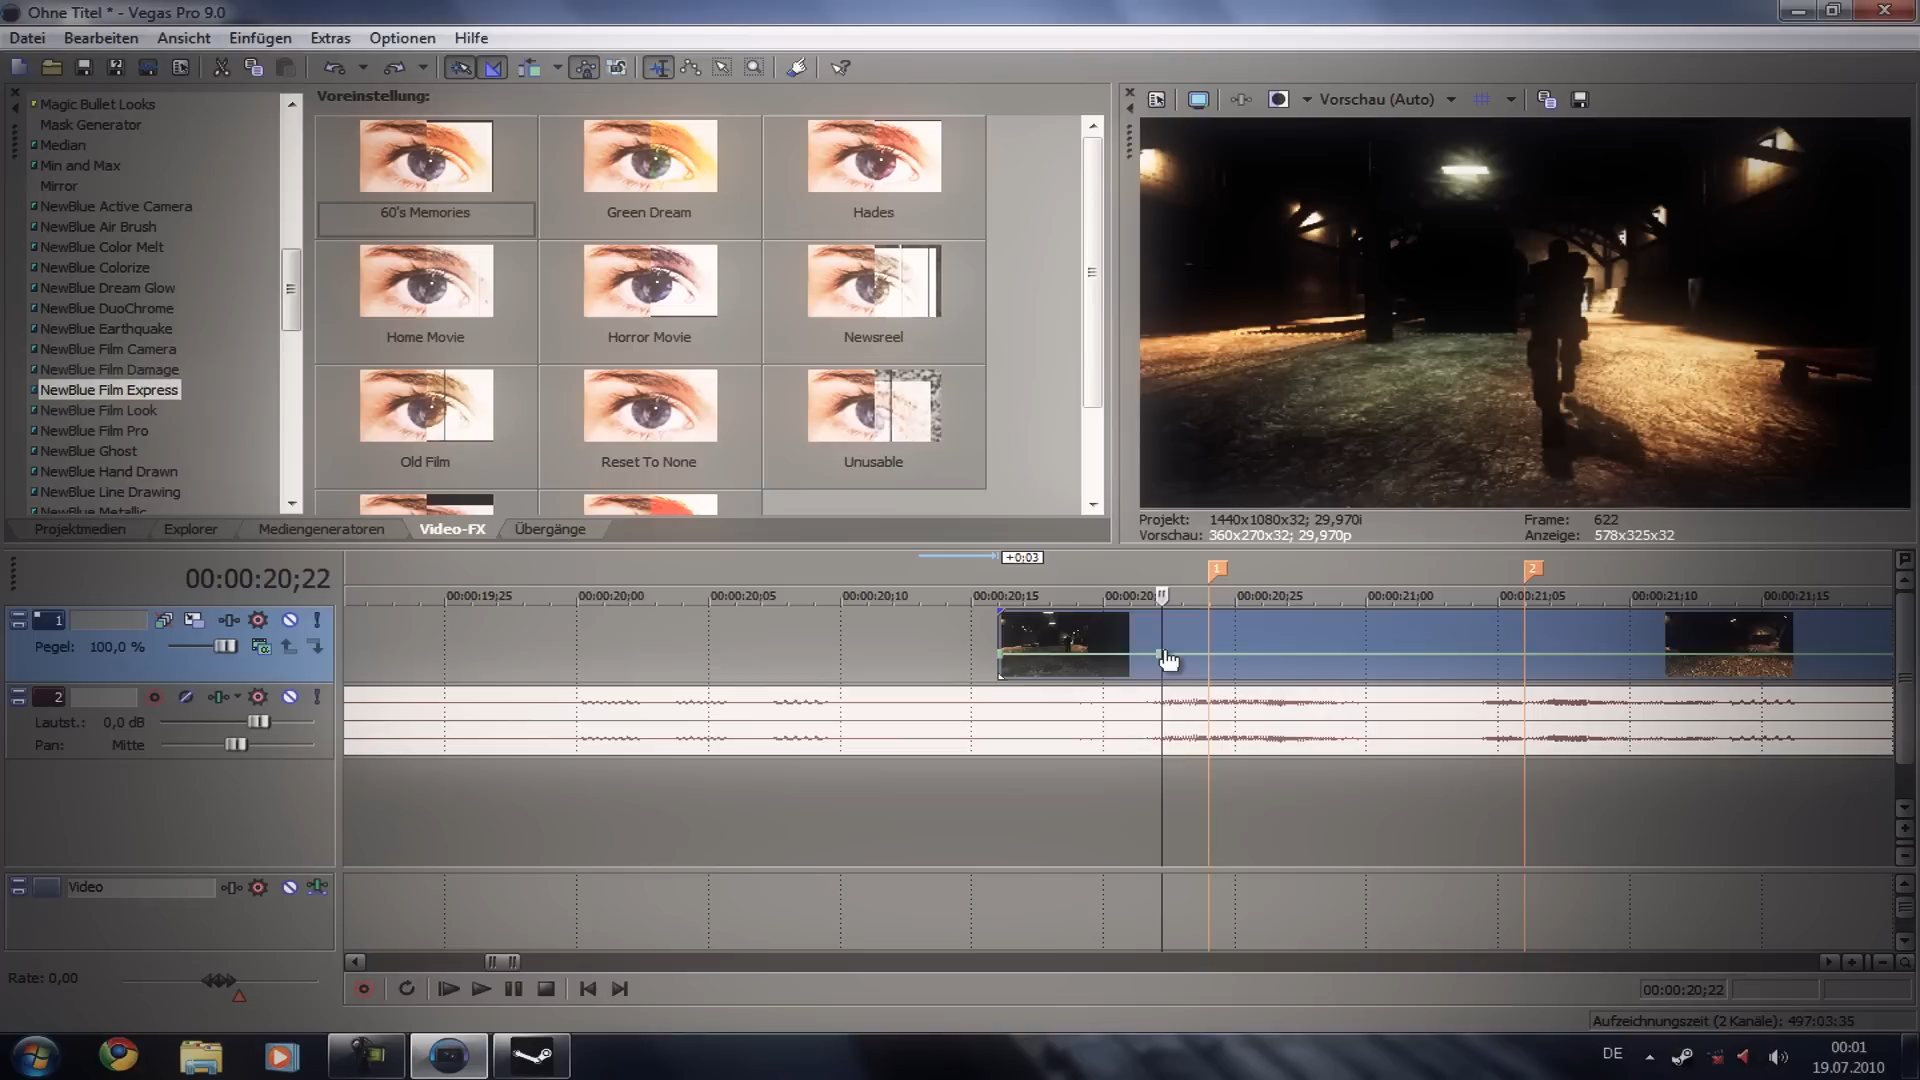 Ohne Titel * - Vegas Pro 9.0
Datei Bearbeiten Ansicht Einfügen Extras Optionen Hilfe
Magic Bullet Looks
Mask Generator
Median
Min and Max
Mirror
NewBlue Active Camera
NewBlue Air Brush
NewBlue Color Melt
NewBlue Colorize
NewBlue Dream Glow
NewBlue DuoChrome
NewBlue Earthquake
NewBlue Film Camera
NewBlue Film Damage
NewBlue Film Express
NewBlue Film Look
NewBlue Film Pro
NewBlue Ghost
NewBlue Hand Drawn
NewBlue Line Drawing
NewBlue Metallic
Voreinstellung:
60's Memories Green Dream Hades
Home Movie Horror Movie Newsreel
Old Film Reset To None Unusable
Projektmedien Explorer Mediengeneratoren Video-FX Übergänge
Vorschau (Auto)
Projekt: 1440x1080x32; 29,970i Frame: 622
Vorschau: 360x270x32; 29,970p Anzeige: 578x325x32
+0;03
00:00:20;22
1 2
00:00:19;25 00:00:20;00 00:00:20;05 00:00:20;10 00:00:20;15 00:00:20; 00:00:20;25 00:00:21;00 00:00:21;05 00:00:21;10 00:00:21;15
1
Pegel: 100,0 %
2
Lautst.: 0,0 dB
Pan: Mitte
Video
Rate: 0,00
00:00:20;22
Aufzeichnungszeit (2 Kanäle): 497:03:35
DE
00:01
19.07.2010